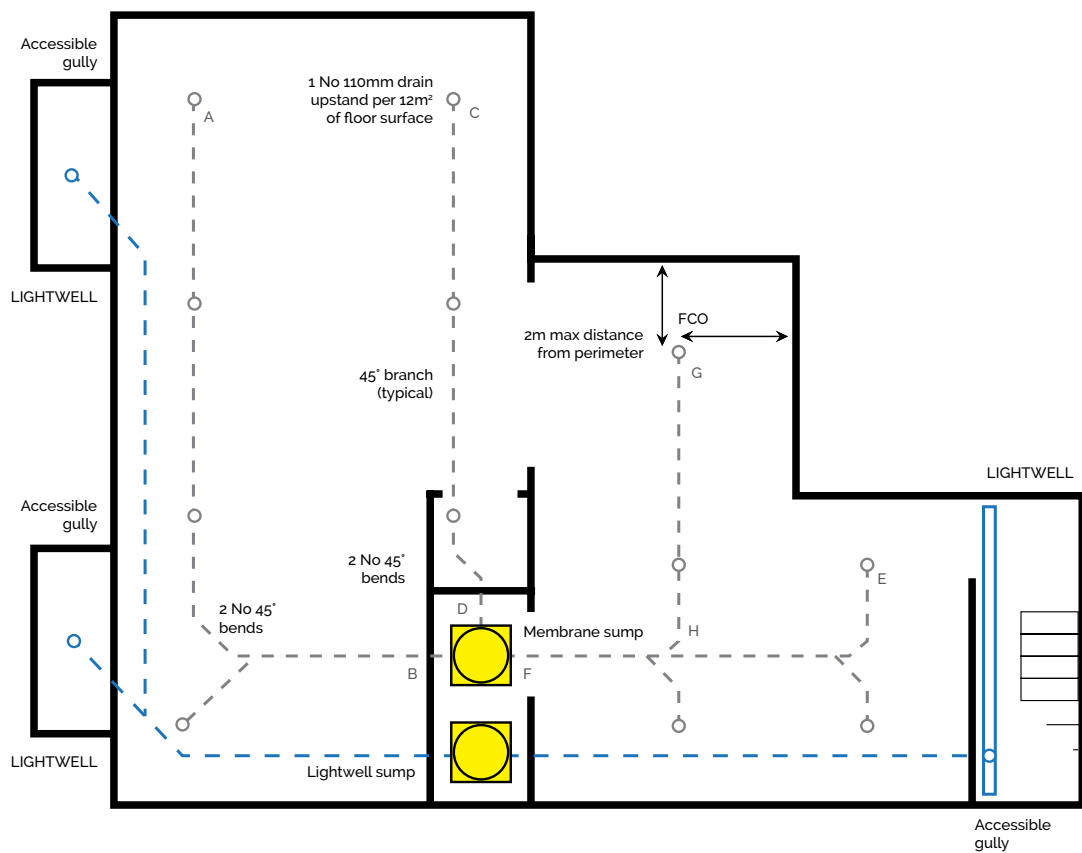 Accessible
gully
1 No 110mm drain
upstand per 12m²
of floor surface
A
C
LIGHTWELL
FCO
2m max distance
from perimeter
G
45° branch
(typical)
LIGHTWELL
Accessible
gully
2 No 45°
bends
E
2 No 45°
bends
D
Membrane sump
H
B
F
LIGHTWELL
Lightwell sump
Accessible
gully